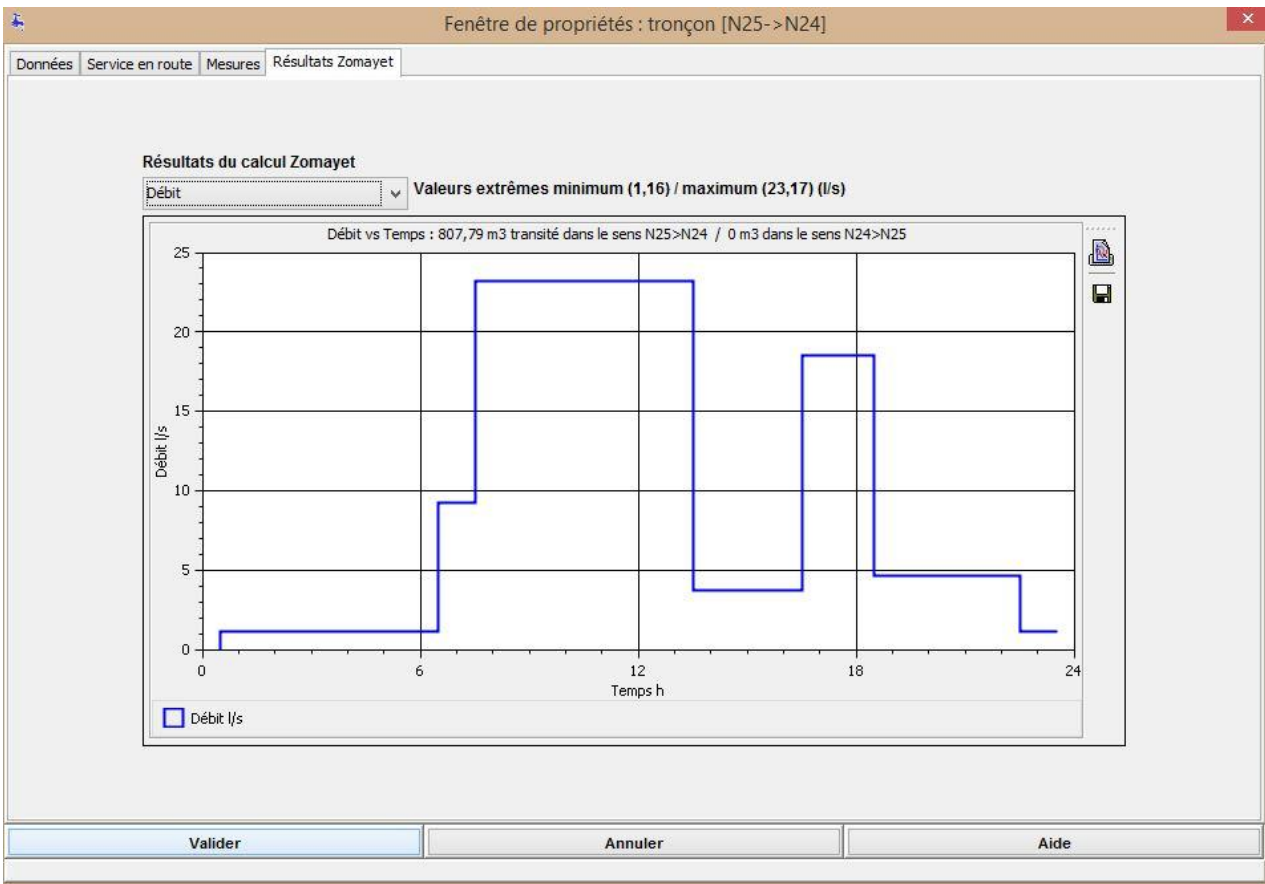 Fenêtre de propriétés : tronçon [N25->N24]
Données Service en route Mesures Résultats Zomayet
Résultats du calcul Zomayet
Débit Valeurs extrêmes minimum (1,16) / maximum (23,17) (l/s)
Débit vs Temps : 807,79 m3 transité dans le sens N25>N24 / 0 m3 dans le sens N24>N25
25
20
15
10
5
0
Débit l/s
0 6 12 18 24
Temps h
Débit l/s
Valider Annuler Aide